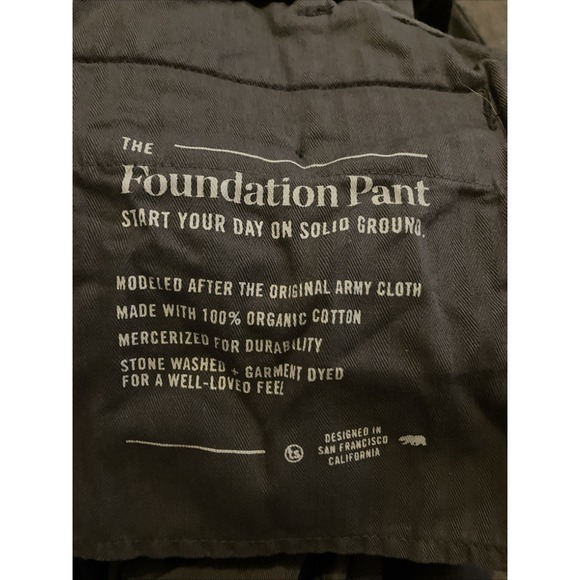 THE
Foundation Pant
START YOUR DAY ON SOLID GROUND.
MODELED AFTER THE ORIGINAL ARMY CLOTH
MADE WITH 100% ORGANIC COTTON
MERCERIZED FOR DURABILITY
STONE WASHED + GARMENT DYED
FOR A WELL-LOVED FEEL
ts
DESIGNED IN
SAN FRANCISCO
CALIFORNIA